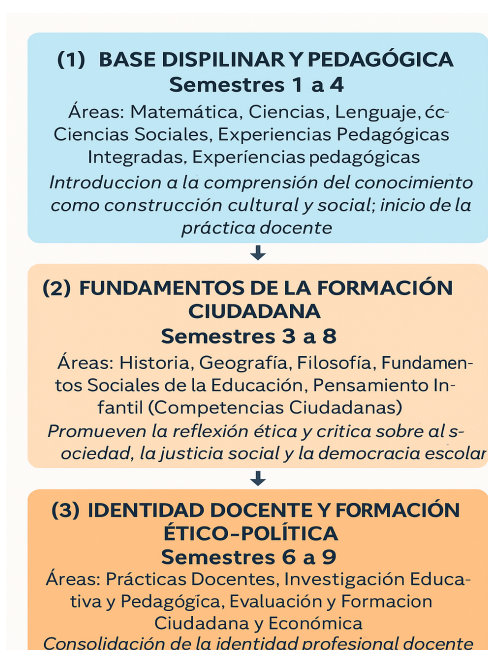 (1) BASE DISPILINAR Y PEDAGÓGICA
Semestres 1 a 4
Áreas: Matemática, Ciencias, Lenguaje, ćc-
Ciencias Sociales, Experiencias Pedagógicas
Integradas, Experíencias pedagógicas
Introduccion a la comprensión del conocimiento
como construcción cultural y social; inicio de la
práctica docente
(2) FUNDAMENTOS DE LA FORMACIÓN
CIUDADANA
Semestres 3 a 8
Áreas: Historia, Geografía, Filosofía, Fundamen-
tos Sociales de la Educación, Pensamiento In-
fantil (Competencias Ciudadanas)
Promueven la reflexión ética y critica sobre al s-
ociedad, la justicia social y la democracia escolar
(3) IDENTIDAD DOCENTE Y FORMACIÓN
ÉTICO-POLÍTICA
Semestres 6 a 9
Áreas: Prácticas Docentes, Investigación Educa-
tiva y Pedagógíca, Evaluación y Formacion
Ciudadana y Económica
Consolidación de la identidad profesional docente